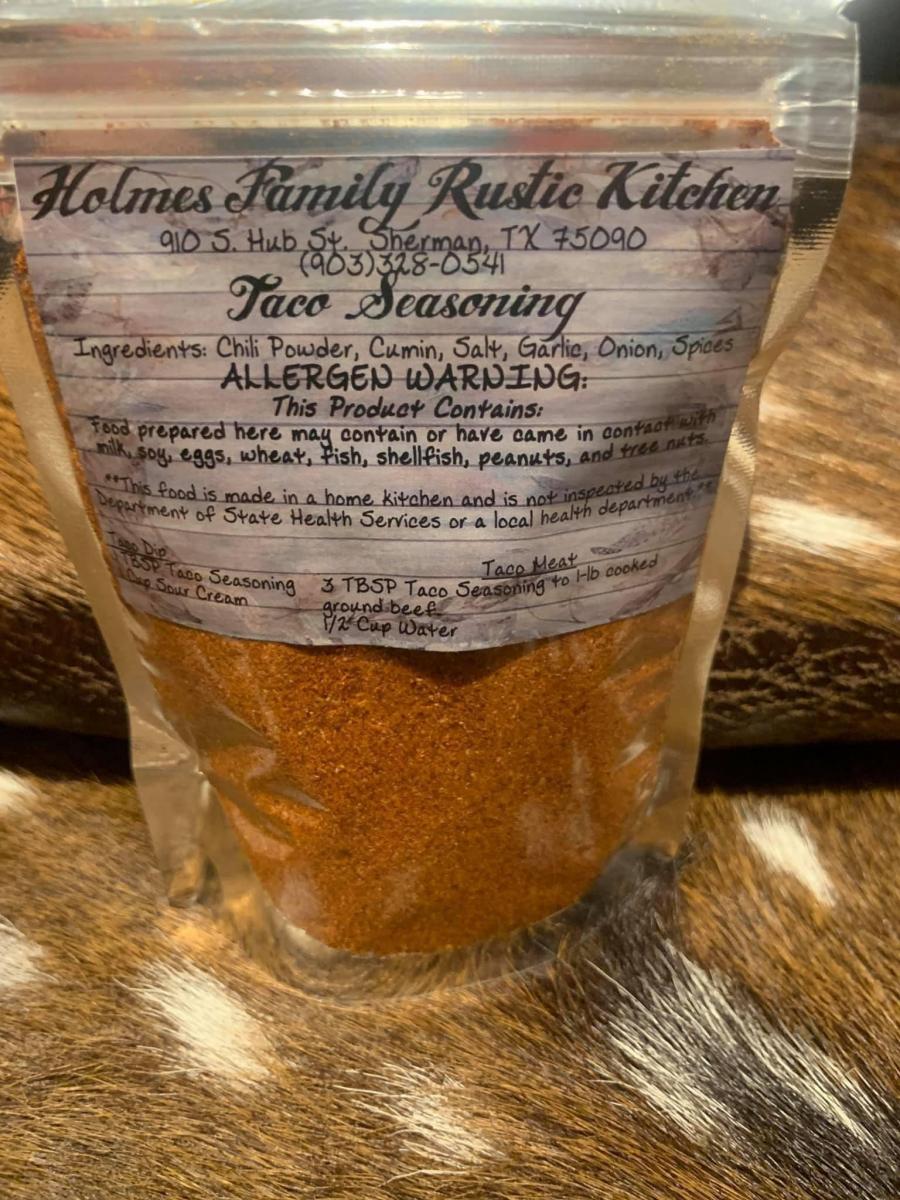 Holmes Family Rustic Kitchen
910 S. Hub St. Sherman, TX 75090
(903)328-0541
Taco Seasoning
Ingredients: Chili Powder, Cumin, Salt, Garlic, Onion, Spices
ALLERGEN WARNING:
This Product Contains:
Food prepared here may contain or have came in contact with
milk, soy, eggs, wheat, fish, shellfish, peanuts, and tree nuts.
**This food is made in a home kitchen and is not inspected by the
Department of State Health Services or a local health department.**
Taco Dip
TBSP Taco Seasoning
Cup Sour Cream
Taco Meat
3 TBSP Taco Seasoning to 1-lb cooked
ground beef
1/2 Cup Water